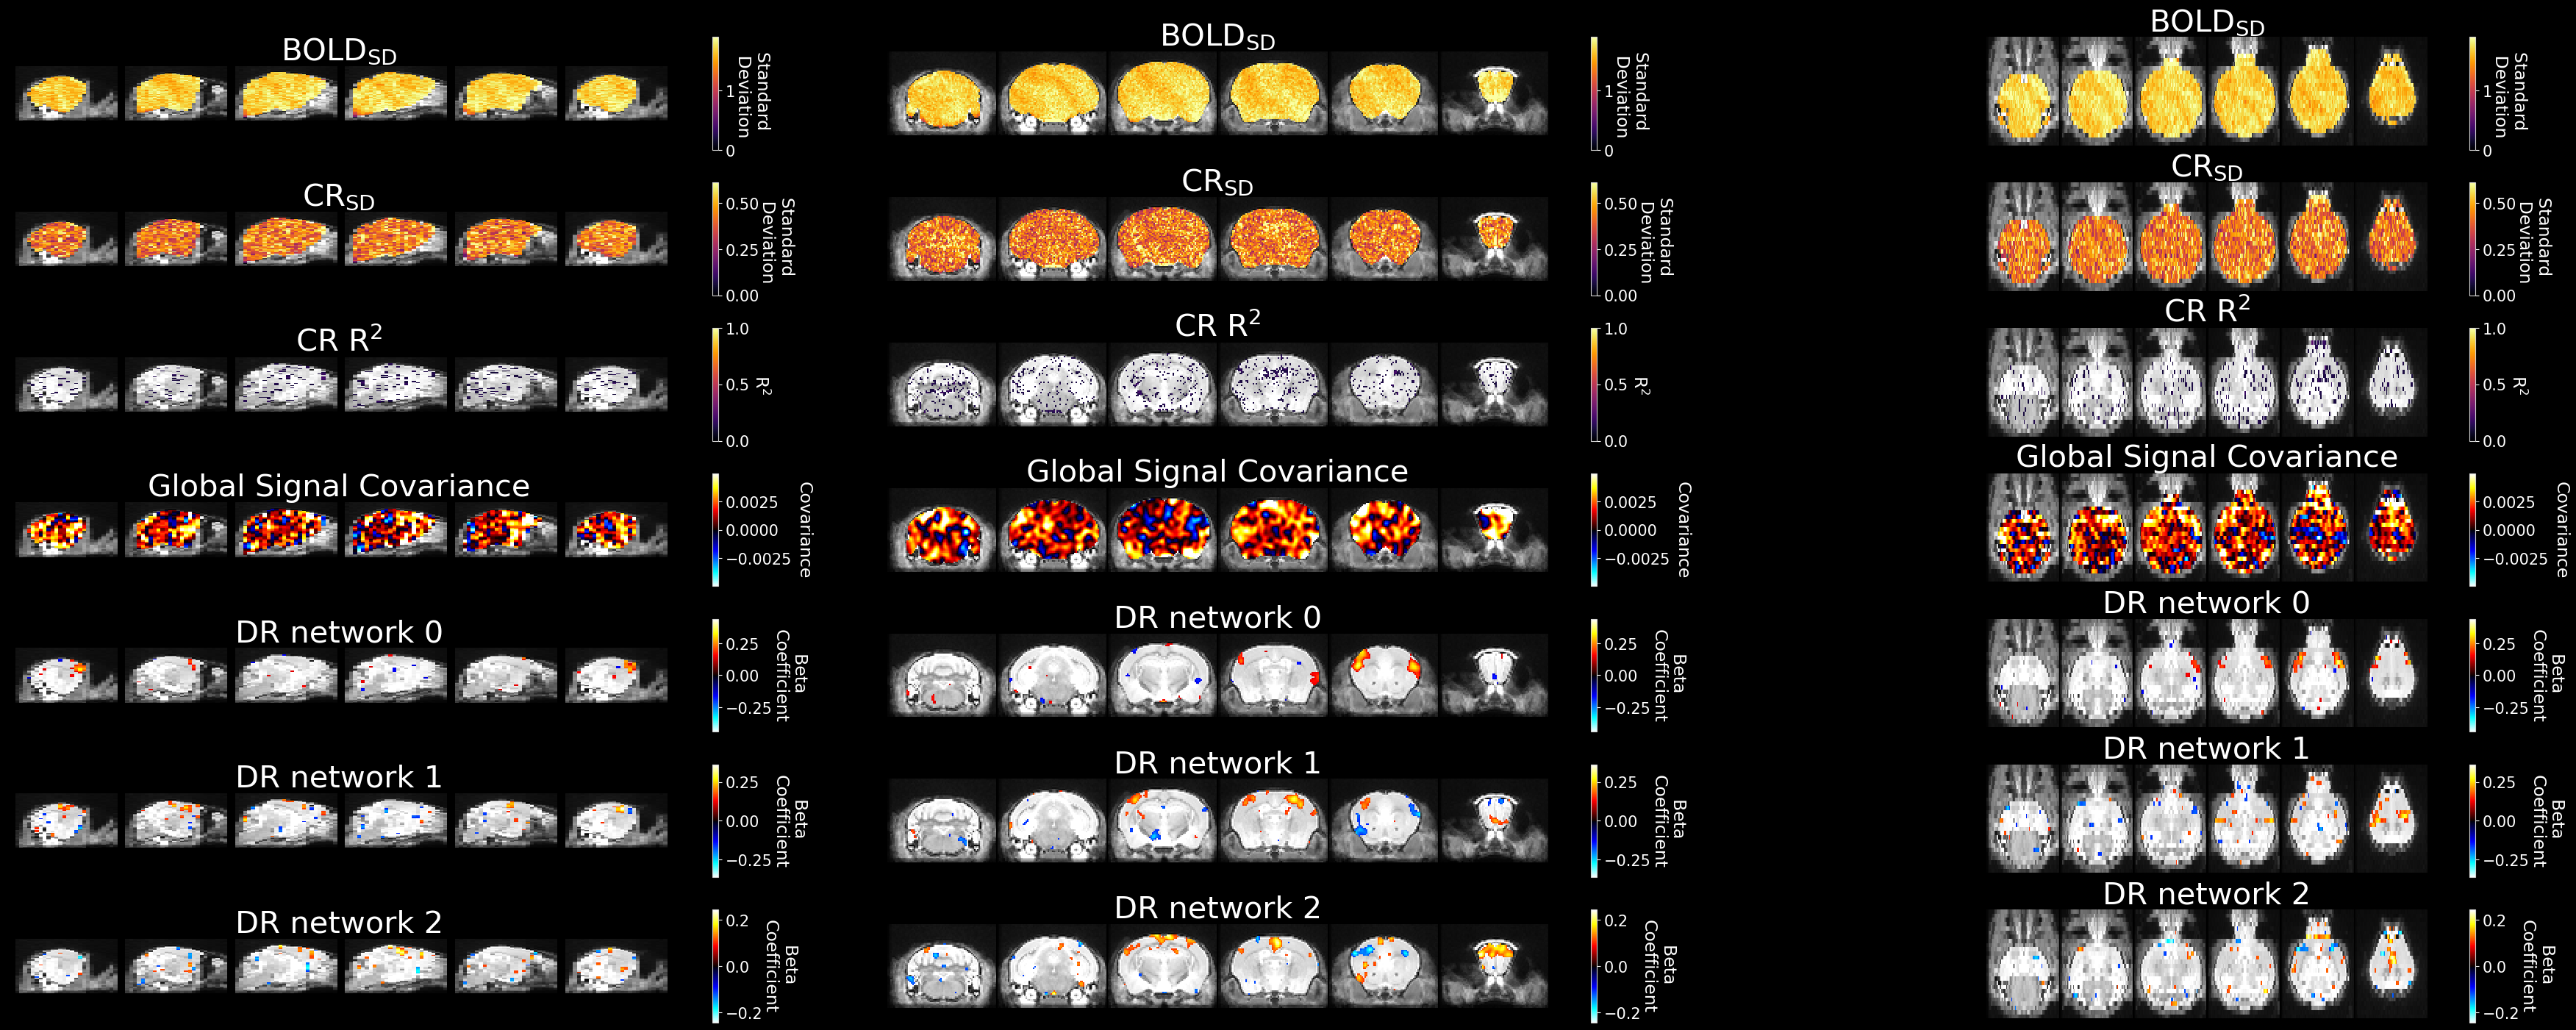 BOLD_SD
1
0
Standard
Deviation
BOLD_SD
1
0
Standard
Deviation
BOLD_SD
1
0
Standard
Deviation
CR_SD
0.50
0.25
0.00
Standard
Deviation
CR_SD
0.50
0.25
0.00
Standard
Deviation
CR_SD
0.50
0.25
0.00
Standard
Deviation
CR R²
1.0
0.5
0.0
R²
CR R²
1.0
0.5
0.0
R²
CR R²
1.0
0.5
0.0
R²
Global Signal Covariance
0.0025
0.0000
−0.0025
Covariance
Global Signal Covariance
0.0025
0.0000
−0.0025
Covariance
Global Signal Covariance
0.0025
0.0000
−0.0025
Covariance
DR network 0
0.25
0.00
−0.25
Beta
Coefficient
DR network 0
0.25
0.00
−0.25
Beta
Coefficient
DR network 0
0.25
0.00
−0.25
Beta
Coefficient
DR network 1
0.25
0.00
−0.25
Beta
Coefficient
DR network 1
0.25
0.00
−0.25
Beta
Coefficient
DR network 1
0.25
0.00
−0.25
Beta
Coefficient
DR network 2
0.2
0.0
−0.2
Beta
Coefficient
DR network 2
0.2
0.0
−0.2
Beta
Coefficient
DR network 2
0.2
0.0
−0.2
Beta
Coefficient